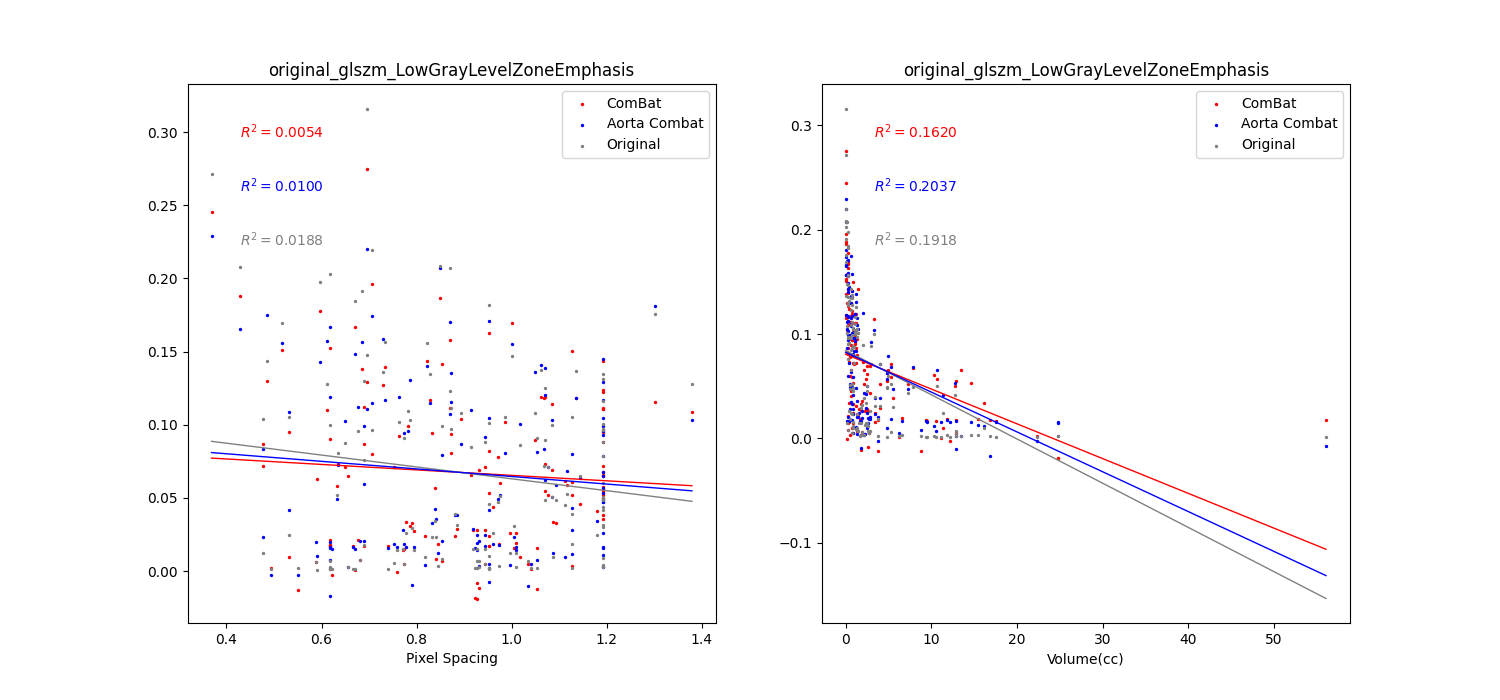 original_glszm_LowGrayLevelZoneEmphasis
ComBat
Aorta Combat
Original
R² = 0.0054
R² = 0.0100
R² = 0.0188
0.30
0.25
0.20
0.15
0.10
0.05
0.00
0.4 0.6 0.8 1.0 1.2 1.4
Pixel Spacing
original_glszm_LowGrayLevelZoneEmphasis
ComBat
Aorta Combat
Original
R² = 0.1620
R² = 0.2037
R² = 0.1918
0.3
0.2
0.1
0.0
−0.1
0 10 20 30 40 50
Volume(cc)